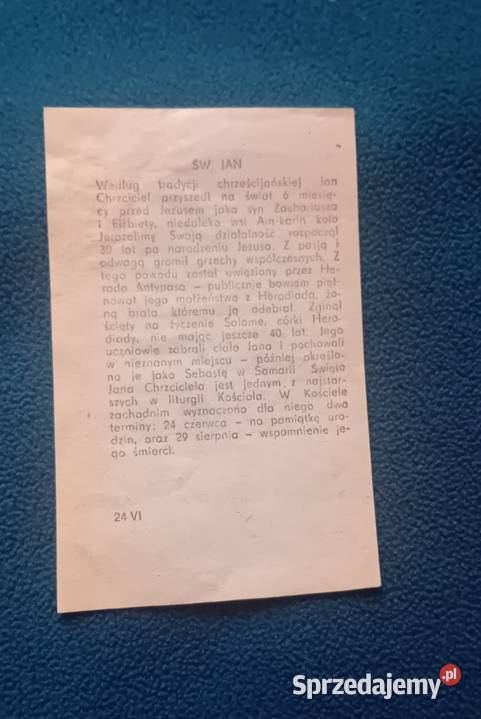 ŚW. JAN
Według tradycji chrześcijańskiej Jan
Chrzciciel przyszedł na świat 6 miesię-
cy przed Jezusem jako syn Zachariasza
i Elżbiety, niedaleko wsi Ain-karin koło
Jerozolimy Swoją działalność rozpoczął
30 lat po narodzeniu Jezusa. Z pasją i
odwagą gromił grzechy współczesnych. Z
tego powodu został uwięziony przez He-
roda Antypasa – publicznie bowiem pięt-
nował jego małżeństwo z Herodiadą, żo-
ną brata, któremu ją odebrał. Zginął
ścięty na życzenie Salome, córki Hero-
diady, nie mając jeszcze 40 lat. Jego
uczniowie zabrali ciało Jana i pochowali
w nieznanym miejscu – później określo-
no je jako Sebastę w Samarii Święto
Jana Chrzciciela jest jednym z najstar-
szych w liturgii Kościoła. W Kościele
zachodnim wyznaczono dla niego dwa
terminy: 24 czerwca – na pamiątkę uro-
dzin, oraz 29 sierpnia – wspomnienie je-
go śmierci.
24 VI
Sprzedajemy.pl